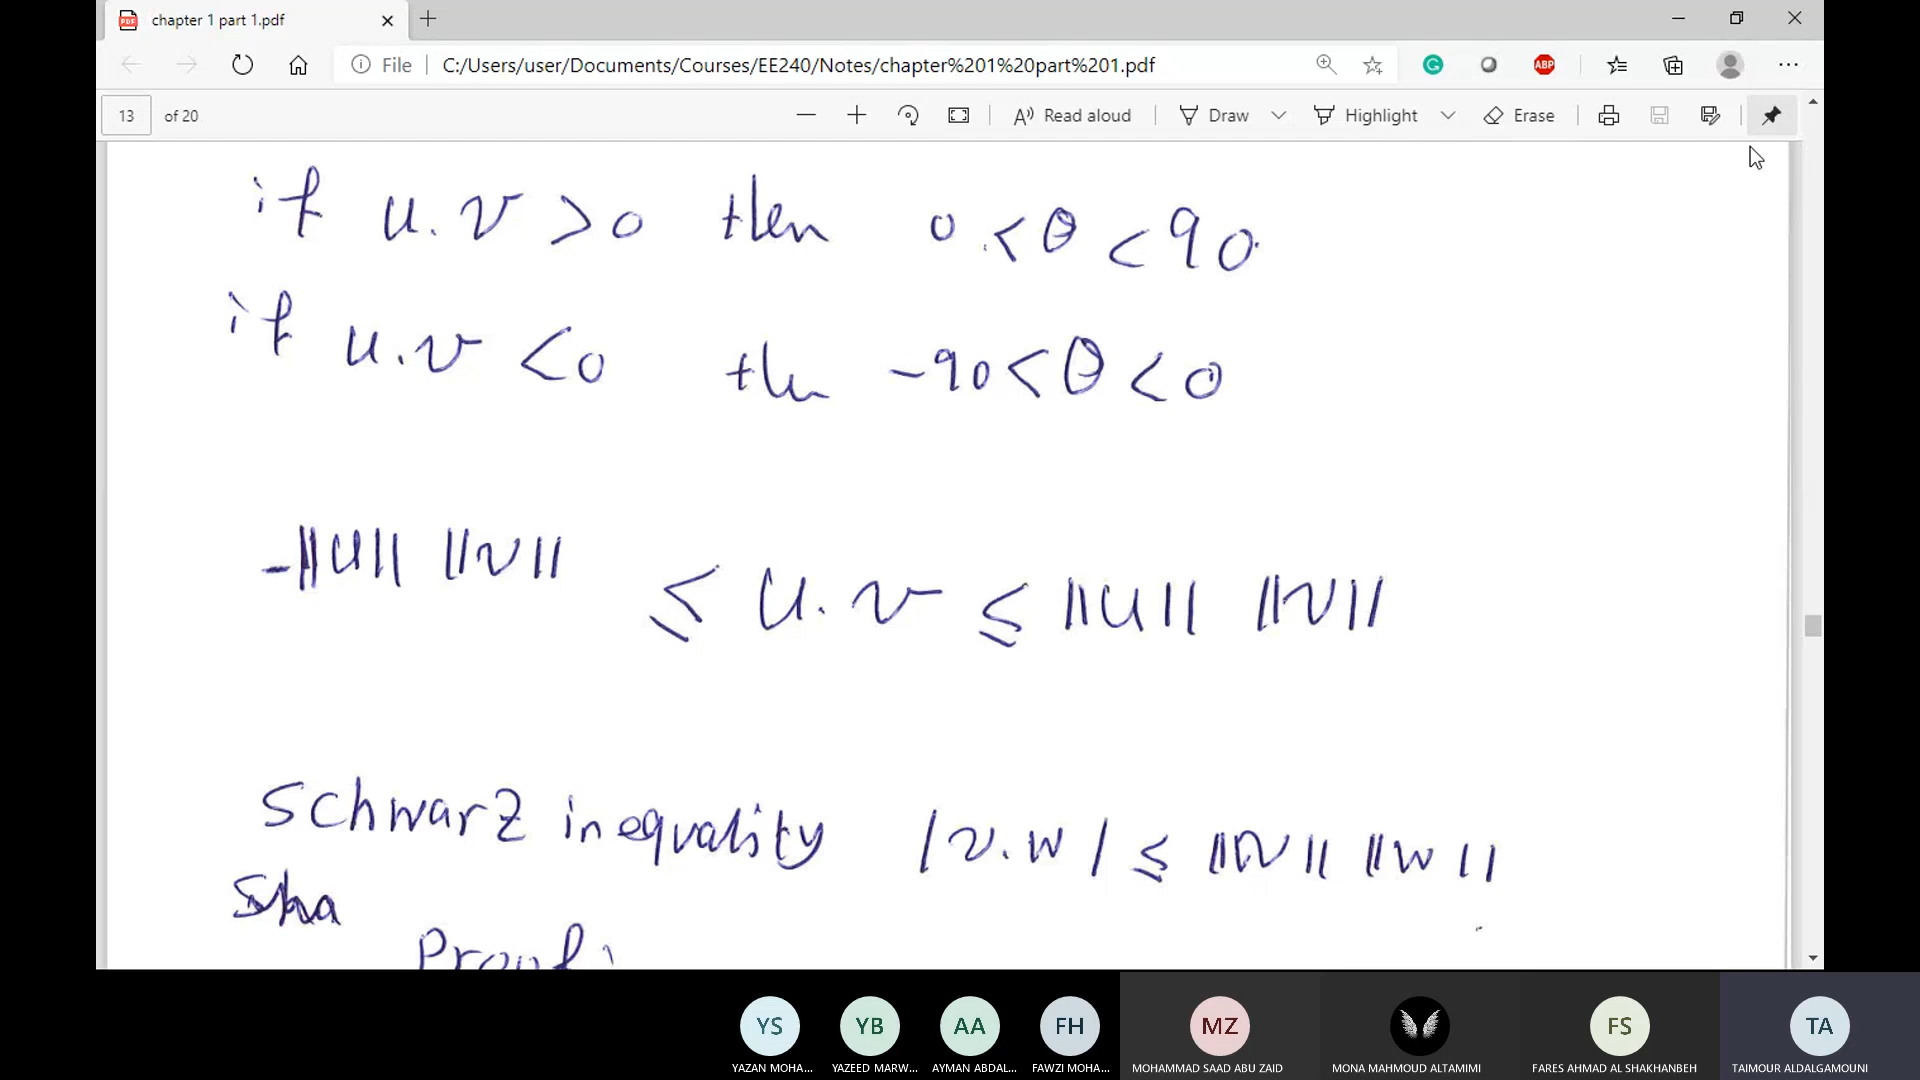 chapter 1 part 1.pdf
File C:/Users/user/Documents/Courses/EE240/Notes/chapter%201%20part%201.pdf
ABP
13 of 20 Read aloud Draw Highlight Erase
if u.v > 0 then 0 < θ < 90
if u.v < 0 then -90 < θ < 0
-||u|| ||v|| ≤ u.v ≤ ||u|| ||v||
Schwarz inequality |v.w| ≤ ||v|| ||w||
Sha
Proof:
YS YB AA FH MZ FS TA
YAZAN MOHA... YAZEED MARW... AYMAN ABDAL... FAWZI MOHA... MOHAMMAD SAAD ABU ZAID MONA MAHMOUD ALTAMIMI FARES AHMAD AL SHAKHANBEH TAIMOUR ALDALGAMOUNI